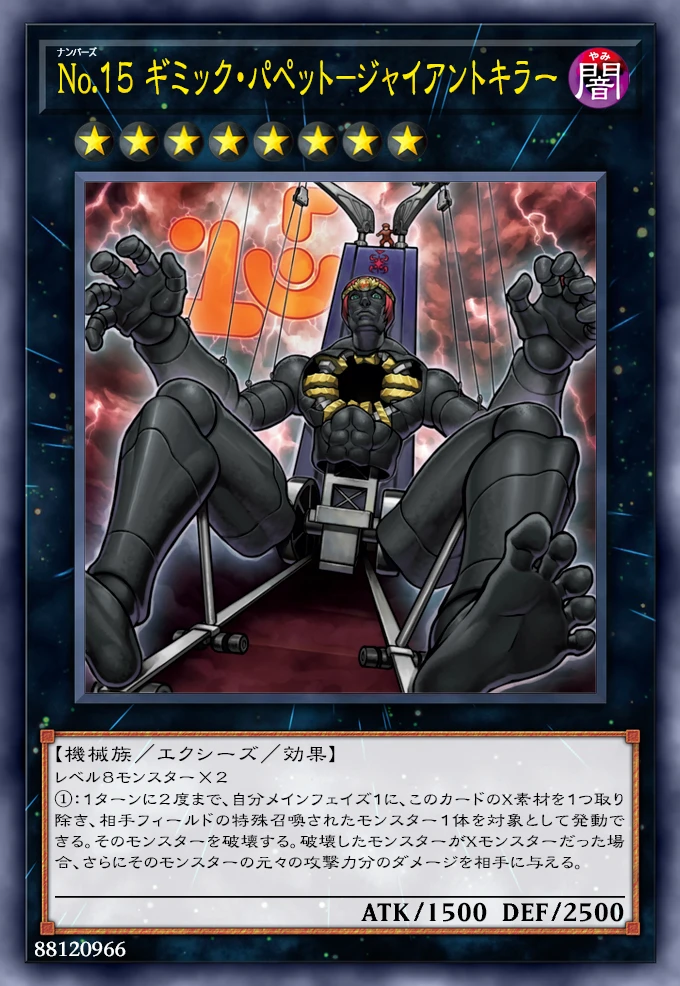 ナンバーズ
No.15 ギミック・パペットージャイアントキラー
やみ
闇
15
【機械族／エクシーズ／効果】
レベル8モンスター×2
①：1ターンに2度まで、自分メインフェイズ1に、このカードのX素材を1つ取り
除き、相手フィールドの特殊召喚されたモンスター1体を対象として発動で
きる。そのモンスターを破壊する。破壊したモンスターがXモンスターだった場
合、さらにそのモンスターの元々の攻撃力分のダメージを相手に与える。
ATK/1500 DEF/2500
88120966